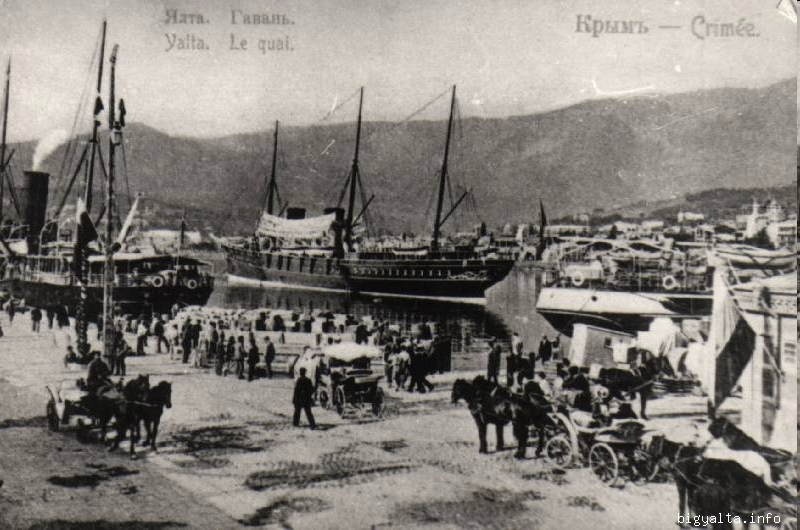 Ялта. Гавань.
Yalta. Le quai.
Крымъ — Crimée.
bigyalta.info